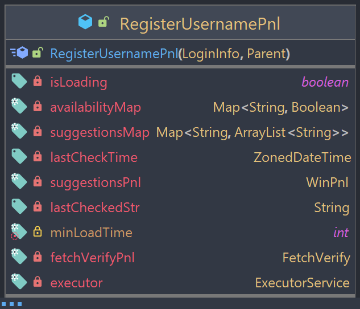 RegisterUsernamePnl
RegisterUsernamePnl(LoginInfo, Parent)
isLoading boolean
availabilityMap Map<String, Boolean>
suggestionsMap Map<String, ArrayList<String>>
lastCheckTime ZonedDateTime
suggestionsPnl WinPnl
lastCheckedStr String
minLoadTime int
fetchVerifyPnl FetchVerify
executor ExecutorService